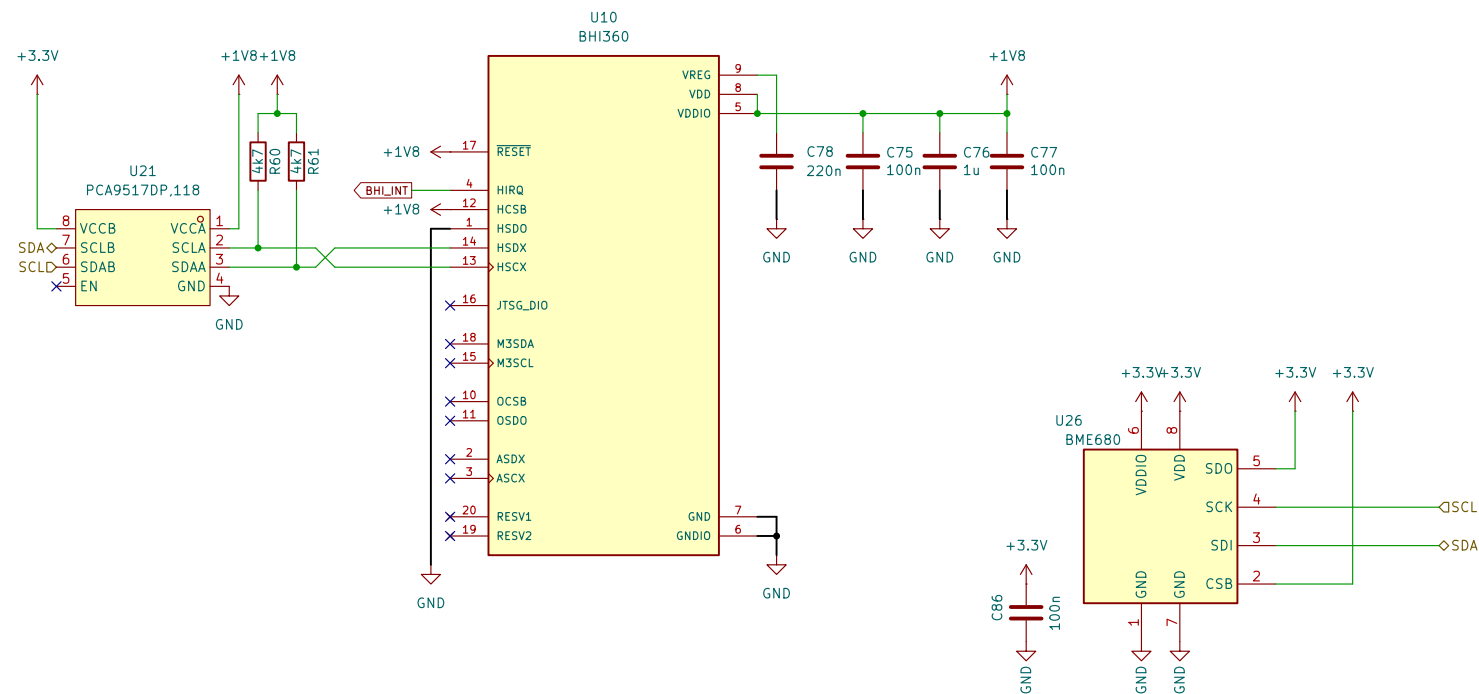 U10
BHI360
+3.3V
+1V8
+1V8
+1V8
VREG
9
VDD
8
VDDIO
5
+1V8
17
RESET
BHI_INT
4
HIRQ
+1V8
12
HCSB
1
HSDO
14
HSDX
13
HSCX
16
JTSG_DIO
18
M3SDA
15
M3SCL
10
OCSB
11
OSDO
2
ASDX
3
ASCX
20
RESV1
19
RESV2
GND
7
GNDIO
6
GND
GND
4k7
R60
4k7
R61
U21
PCA9517DP,118
SDA
SCL
8
VCCB
7
SCLB
6
SDAB
5
EN
VCCA
1
SCLA
2
SDAA
3
GND
4
GND
C78
220n
C75
100n
C76
1u
C77
100n
GND
GND
GND
GND
+3.3V
+3.3V
+3.3V
+3.3V
U26
BME680
6
VDDIO
8
VDD
SDO
5
SCK
4
SCL
SDI
3
SDA
CSB
2
GND
1
GND
7
GND
GND
+3.3V
C86
100n
GND